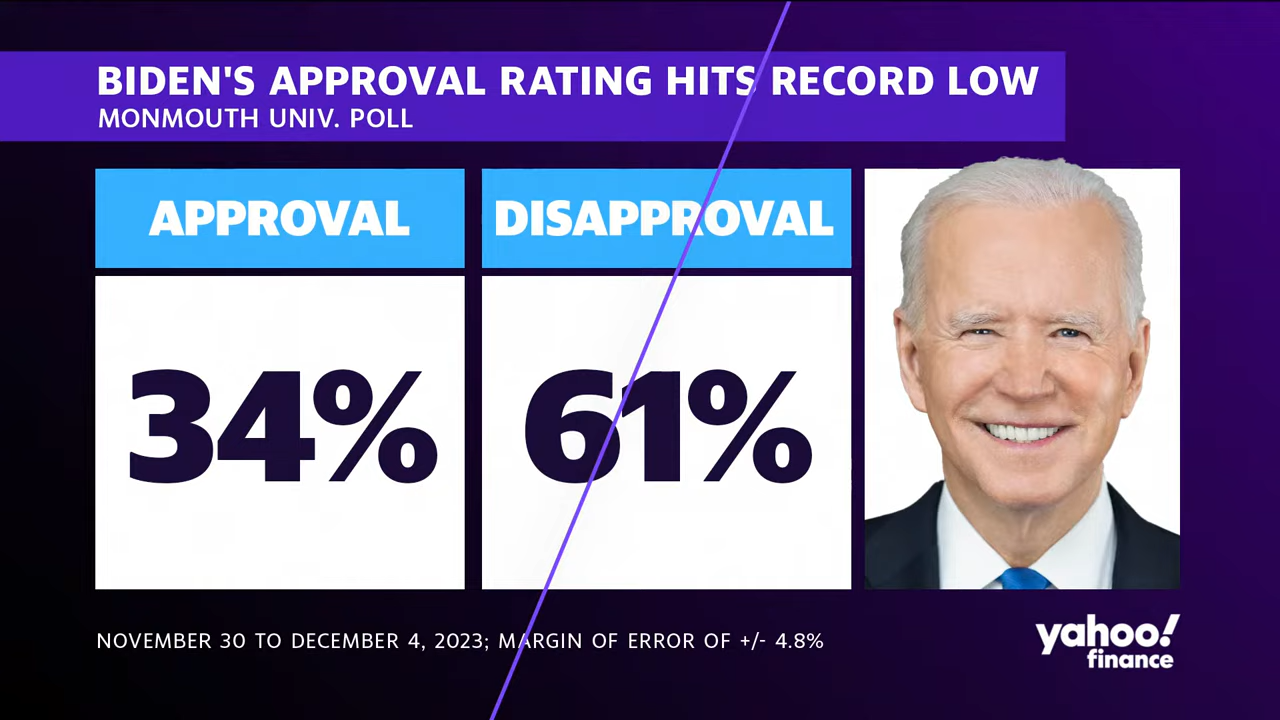 BIDEN'S APPROVAL RATING HITS RECORD LOW
MONMOUTH UNIV. POLL
APPROVAL
DISAPPROVAL
34%
61%
NOVEMBER 30 TO DECEMBER 4, 2023; MARGIN OF ERROR OF +/- 4.8%
yahoo!
finance